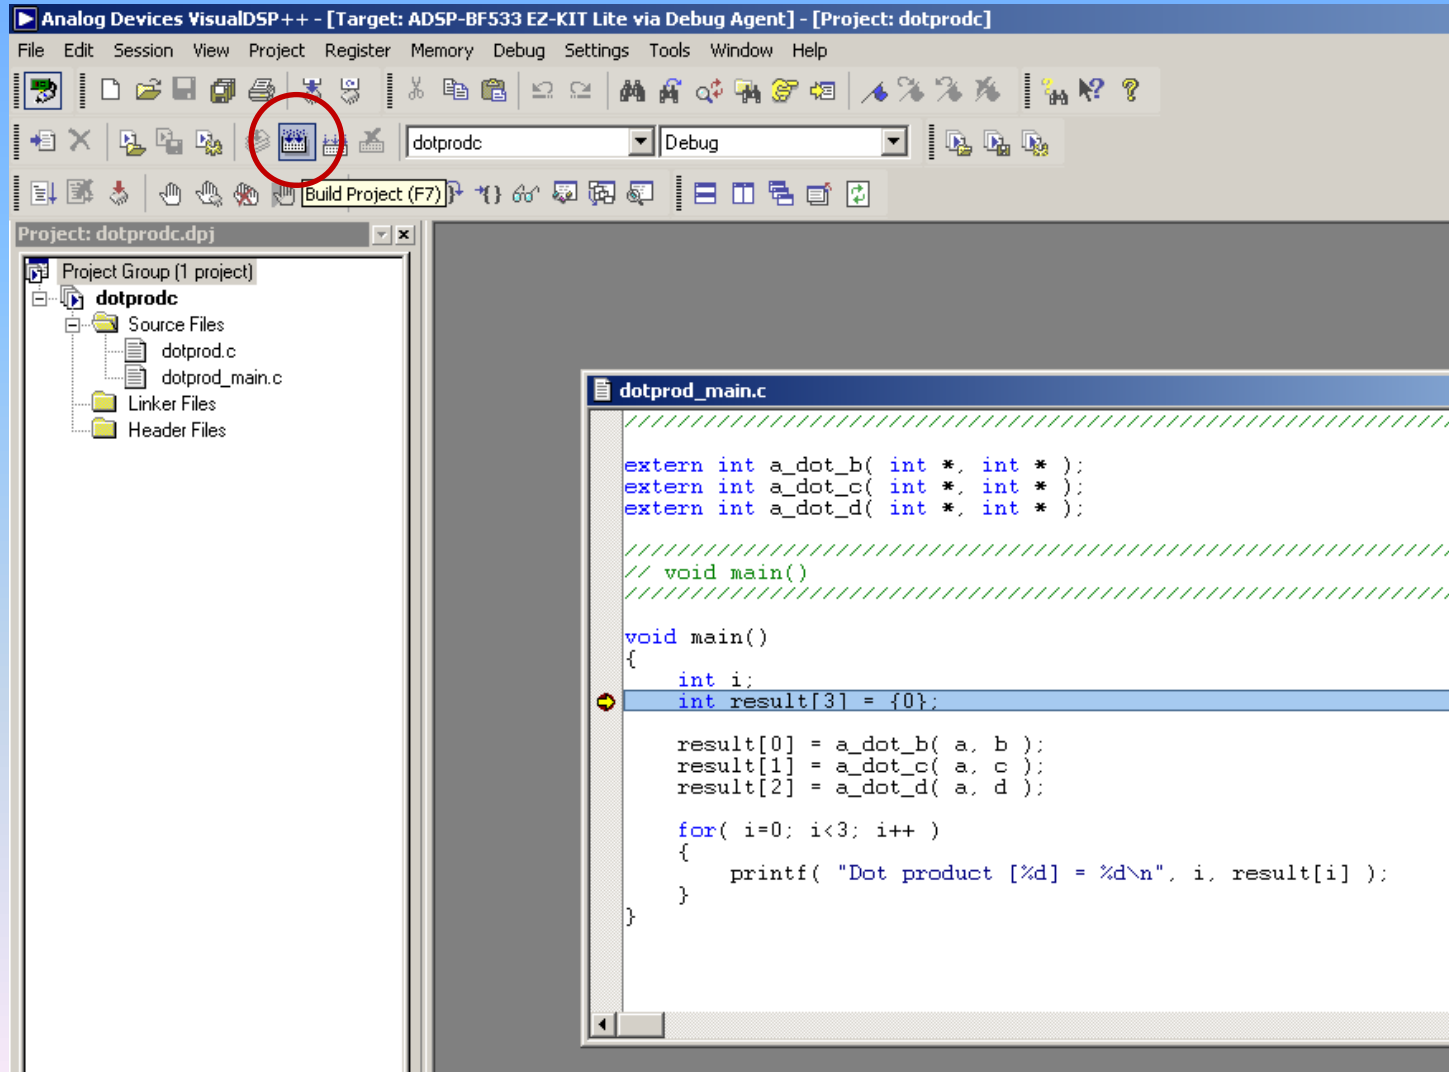 Analog Devices VisualDSP++ - [Target: ADSP-BF533 EZ-KIT Lite via Debug Agent] - [Project: dotprodc]
File Edit Session View Project Register Memory Debug Settings Tools Window Help
dotprodc Debug
Build Project (F7)
Project: dotprodc.dpj
Project Group (1 project)
dotprodc
Source Files
dotprod.c
dotprod_main.c
Linker Files
Header Files
dotprod_main.c
////////////////////////////////////////////////////////////////
extern int a_dot_b( int *, int * );
extern int a_dot_c( int *, int * );
extern int a_dot_d( int *, int * );
////////////////////////////////////////////////////////////////
// void main()
////////////////////////////////////////////////////////////////
void main()
{
int i;
int result[3] = {0};
result[0] = a_dot_b( a, b );
result[1] = a_dot_c( a, c );
result[2] = a_dot_d( a, d );
for( i=0; i<3; i++ )
{
printf( "Dot product [%d] = %d\n", i, result[i] );
}
}